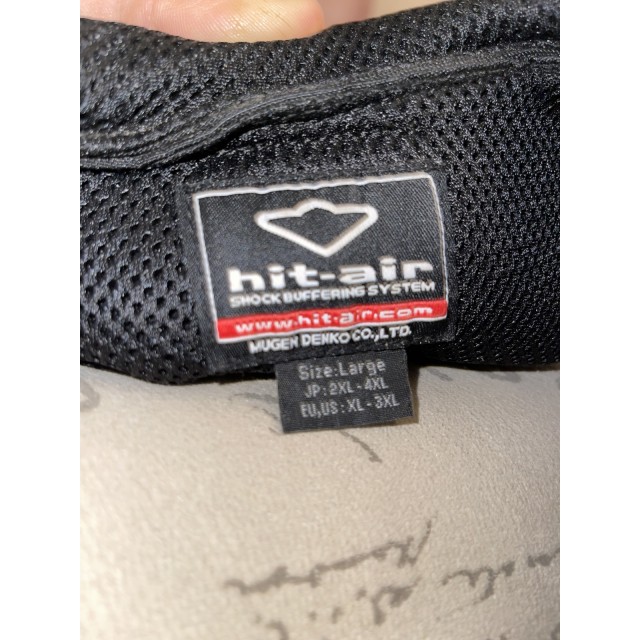 hit-air
SHOCK BUFFERING SYSTEM
www.hit-air.com
MUGEN DENKO CO.,LTD.
Size:Large
JP : 2XL - 4XL
EU,US : XL - 3XL